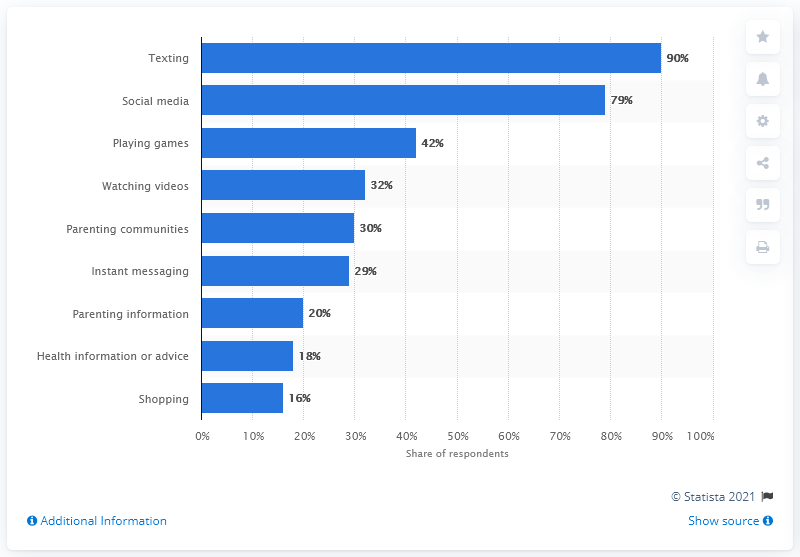 Texting 90%
Social media 79%
Playing games 42%
Watching videos 32%
Parenting communities 30%
Instant messaging 29%
Parenting information 20%
Health information or advice 18%
Shopping 16%
0% 10% 20% 30% 40% 50% 60% 70% 80% 90% 100%
Share of respondents
© Statista 2021
Additional Information Show source